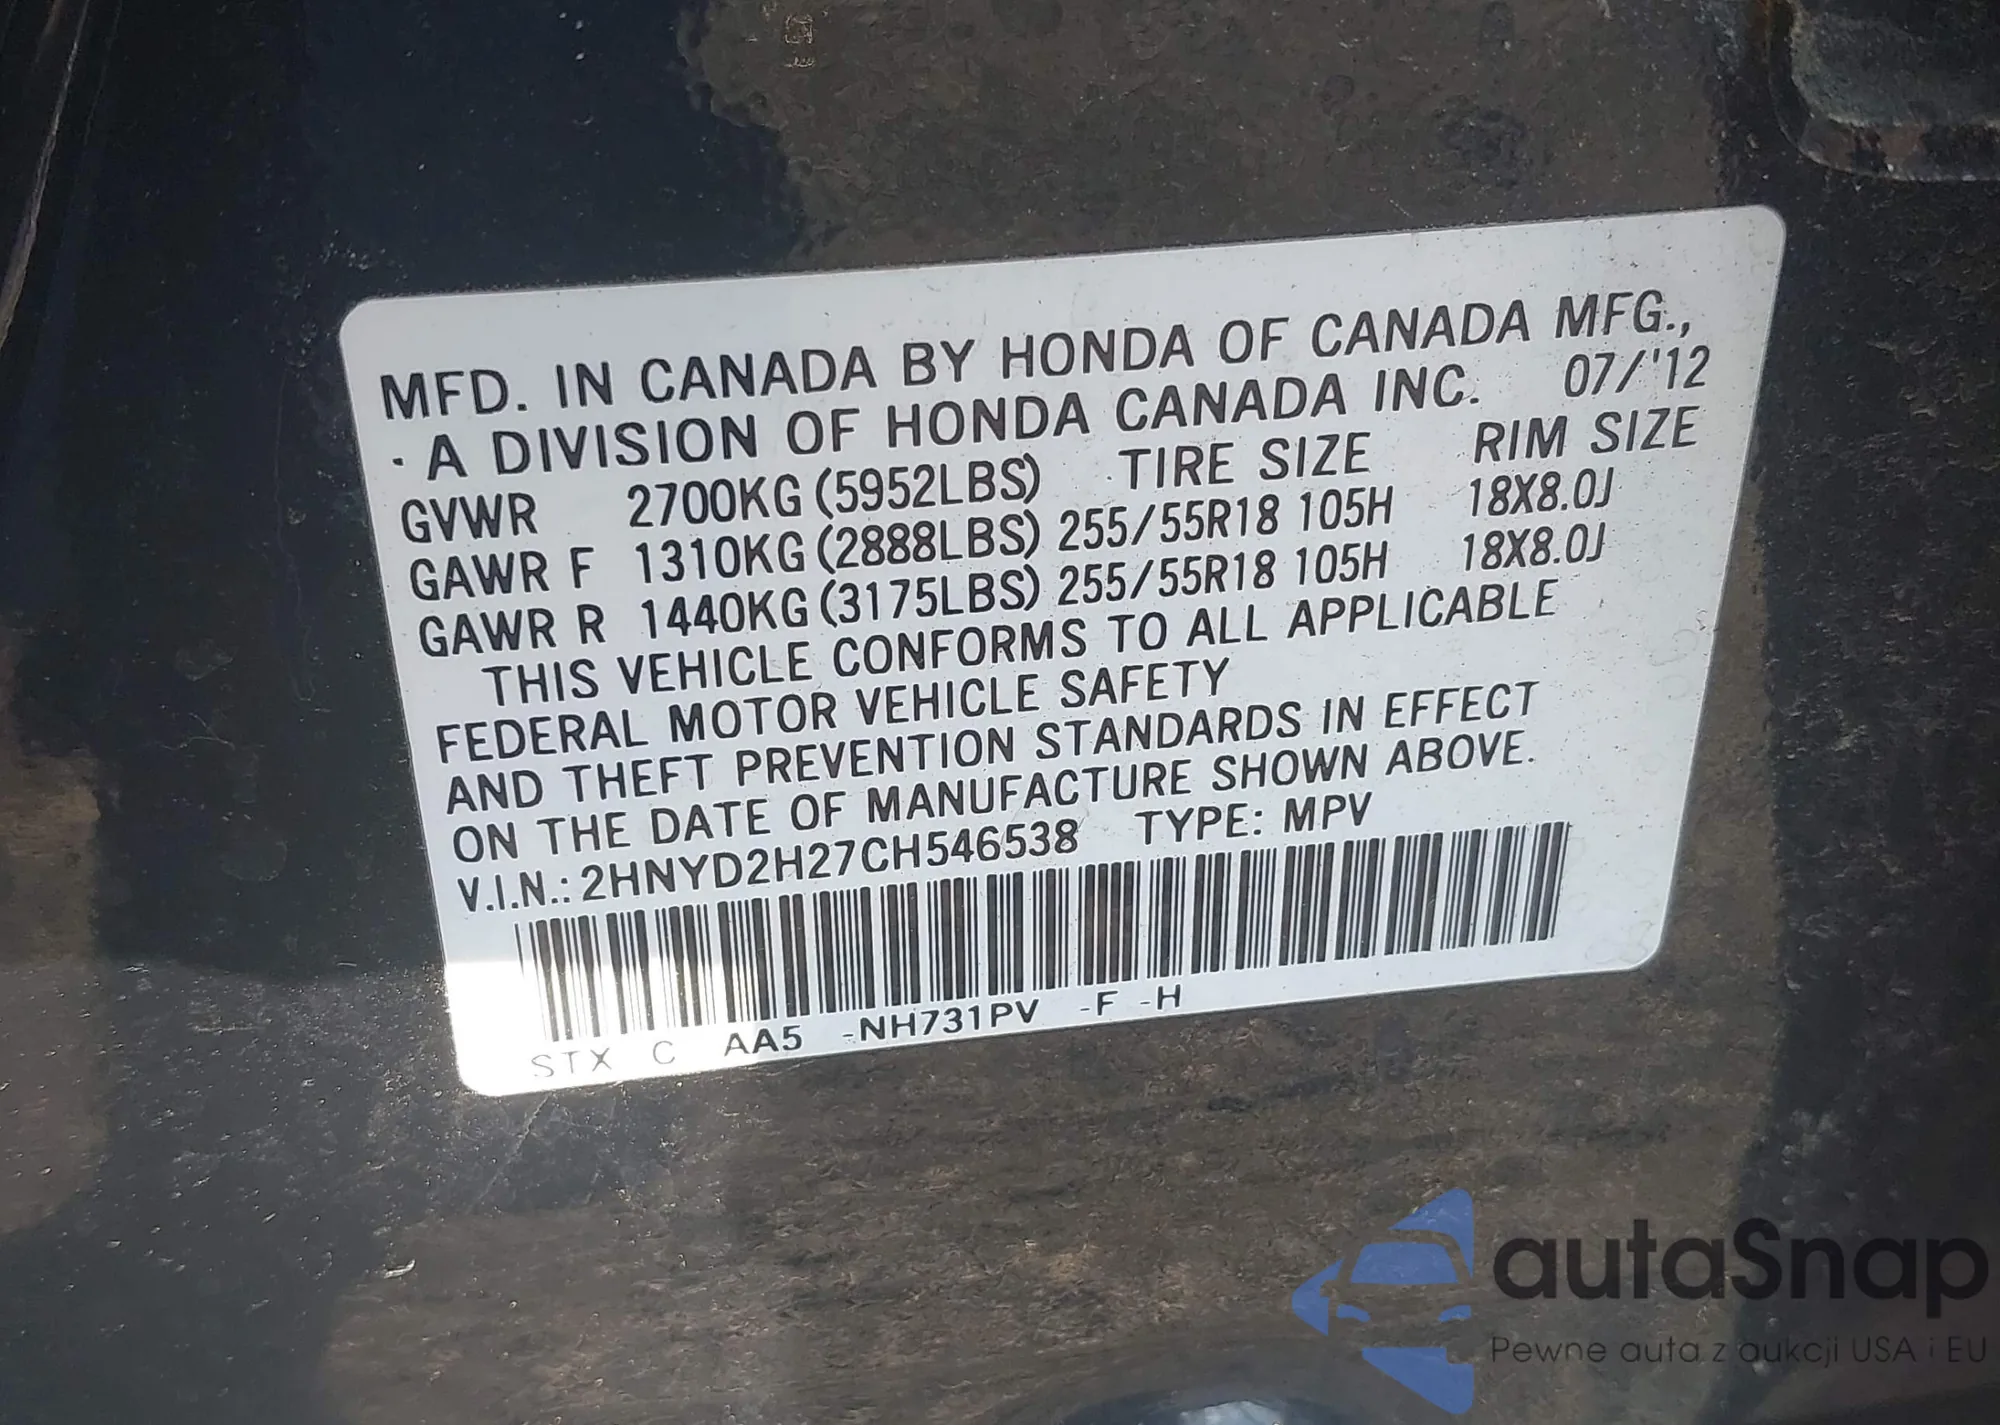 MFD. IN CANADA BY HONDA OF CANADA MFG.,
· A DIVISION OF HONDA CANADA INC. 07/'12
GVWR 2700KG (5952LBS) TIRE SIZE RIM SIZE
GAWR F 1310KG (2888LBS) 255/55R18 105H 18X8.0J
GAWR R 1440KG (3175LBS) 255/55R18 105H 18X8.0J
THIS VEHICLE CONFORMS TO ALL APPLICABLE
FEDERAL MOTOR VEHICLE SAFETY
AND THEFT PREVENTION STANDARDS IN EFFECT
ON THE DATE OF MANUFACTURE SHOWN ABOVE.
V.I.N.: 2HNYD2H27CH546538 TYPE: MPV
STX C AA5 -NH731PV -F -H
autaSnap
Pewne auta z aukcji USA i EU